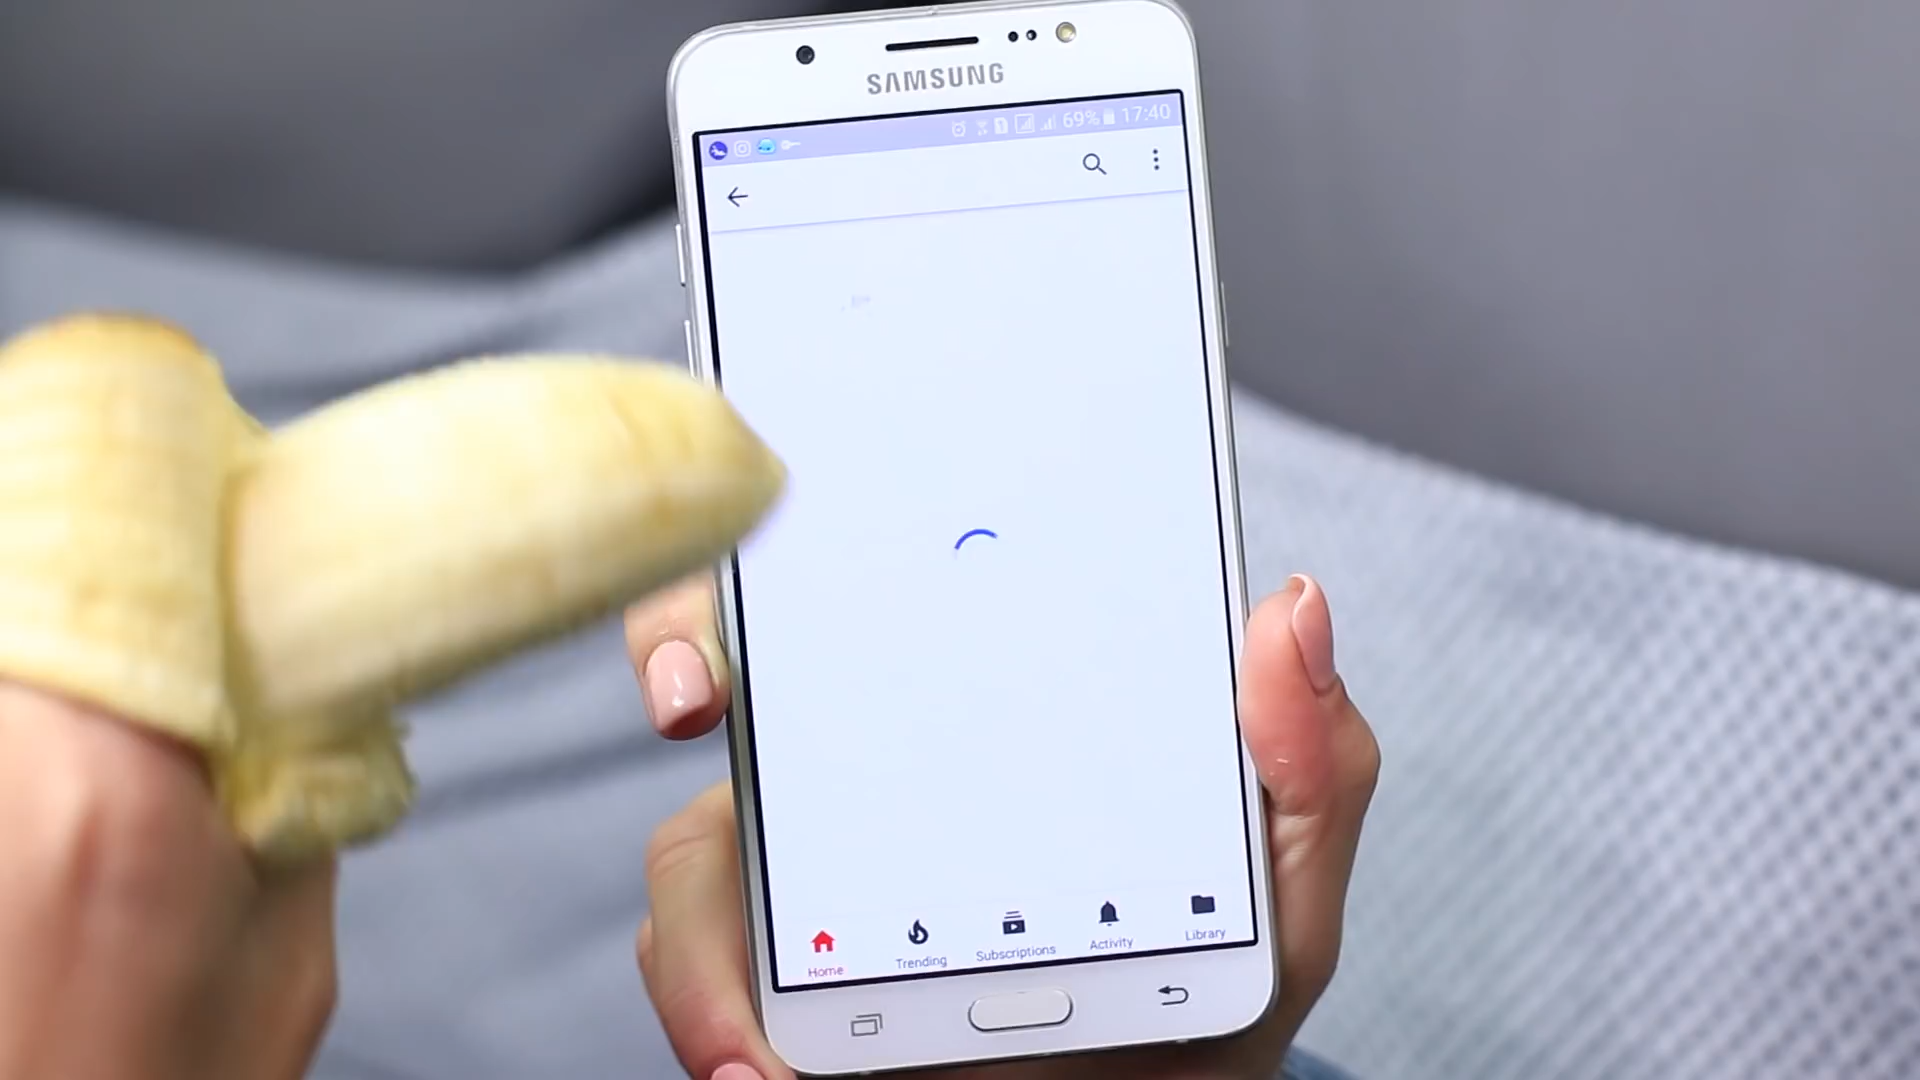 SAMSUNG
69% 17:40
Home
Trending
Subscriptions
Activity
Library